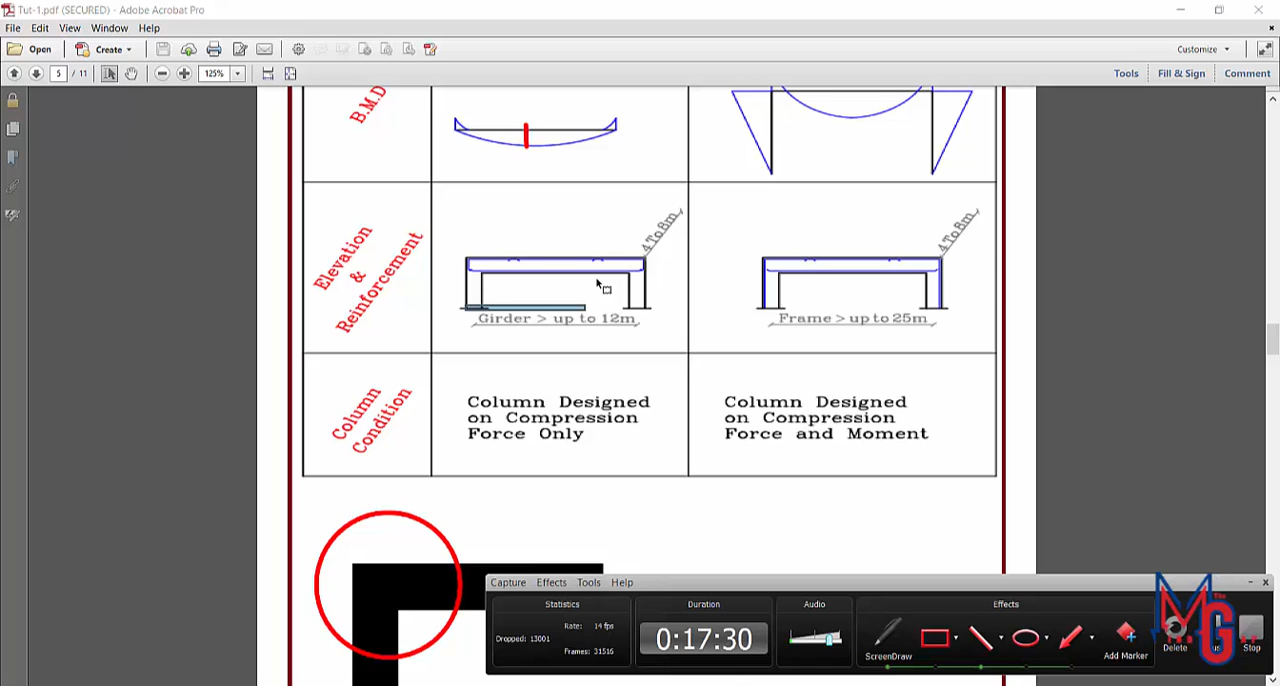 Tut-1.pdf (SECURED) - Adobe Acrobat Pro
File Edit View Window Help
Open Create Customize
5 / 11 125% Tools Fill & Sign Comment
B.M.D
Elevation
&
Reinforcement
4 To 8m
Girder > up to 12m
4 To 8m
Frame > up to 25m
Column
Condition
Column Designed
on Compression
Force Only
Column Designed
on Compression
Force and Moment
Capture Effects Tools Help
Statistics
Rate: 14 fps
Dropped: 13001
Frames: 31516
Duration
0:17:30
Audio
Effects
ScreenDraw
Add Marker
Delete
Stop
The
MG